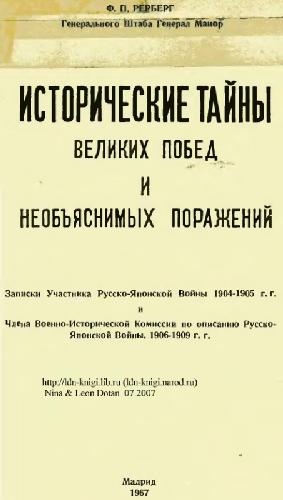 Ф. П. РЕРБЕРГ
Генерального Штаба Генерал Маиор
ИСТОРИЧЕСКИЕ ТАЙНЫ
ВЕЛИКИХ ПОБЕД
И
НЕОБЪЯСНИМЫХ ПОРАЖЕНИЙ
Записки Участника Русско-Японской Войны 1904-1905 г. г.
и
Члена Военно-Исторической Комиссии по описанию Русско-
Японской Войны. 1906-1909 г. г.
http://ldn-knigi.lib.ru (ldn-knigi.narod.ru)
Nina & Leon Dotan 07 2007
Мадрид
1967